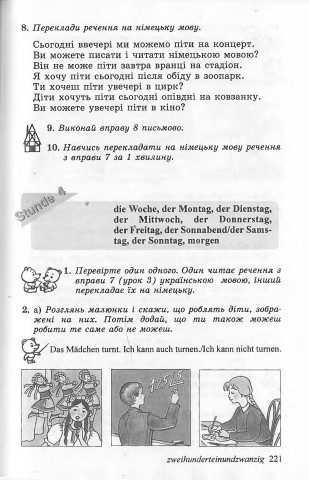 8. Переклади речення на німецьку мову.
Сьогодні ввечері ми можемо піти на концерт.
Ви можете писати і читати німецькою мовою?
Він не може піти завтра вранці на стадіон.
Я хочу піти сьогодні після обіду в зоопарк.
Ти хочеш піти увечері в цирк?
Діти хочуть піти сьогодні опівдні на ковзанку.
Ви можете увечері піти в кіно?
9. Виконай вправу 8 письмово.
10. Навчись перекладати на німецьку мову речення
з вправи 7 за 1 хвилину.
Stunde 4
die Woche, der Montag, der Dienstag,
der Mittwoch, der Donnerstag,
der Freitag, der Sonnabend/der Sams-
tag, der Sonntag, morgen
1. Перевірте один одного. Один читає речення з
вправи 7 (урок 3) українською мовою, інший
перекладає їх на німецьку.
2. а) Розглянь малюнки і скажи, що роблять діти, зобра-
жені на них. Потім додай, що ти також можеш
робити те саме або не можеш.
Das Mädchen turnt. Ich kann auch turnen./Ich kann nicht turnen.
zweihunderteinundzwanzig 221